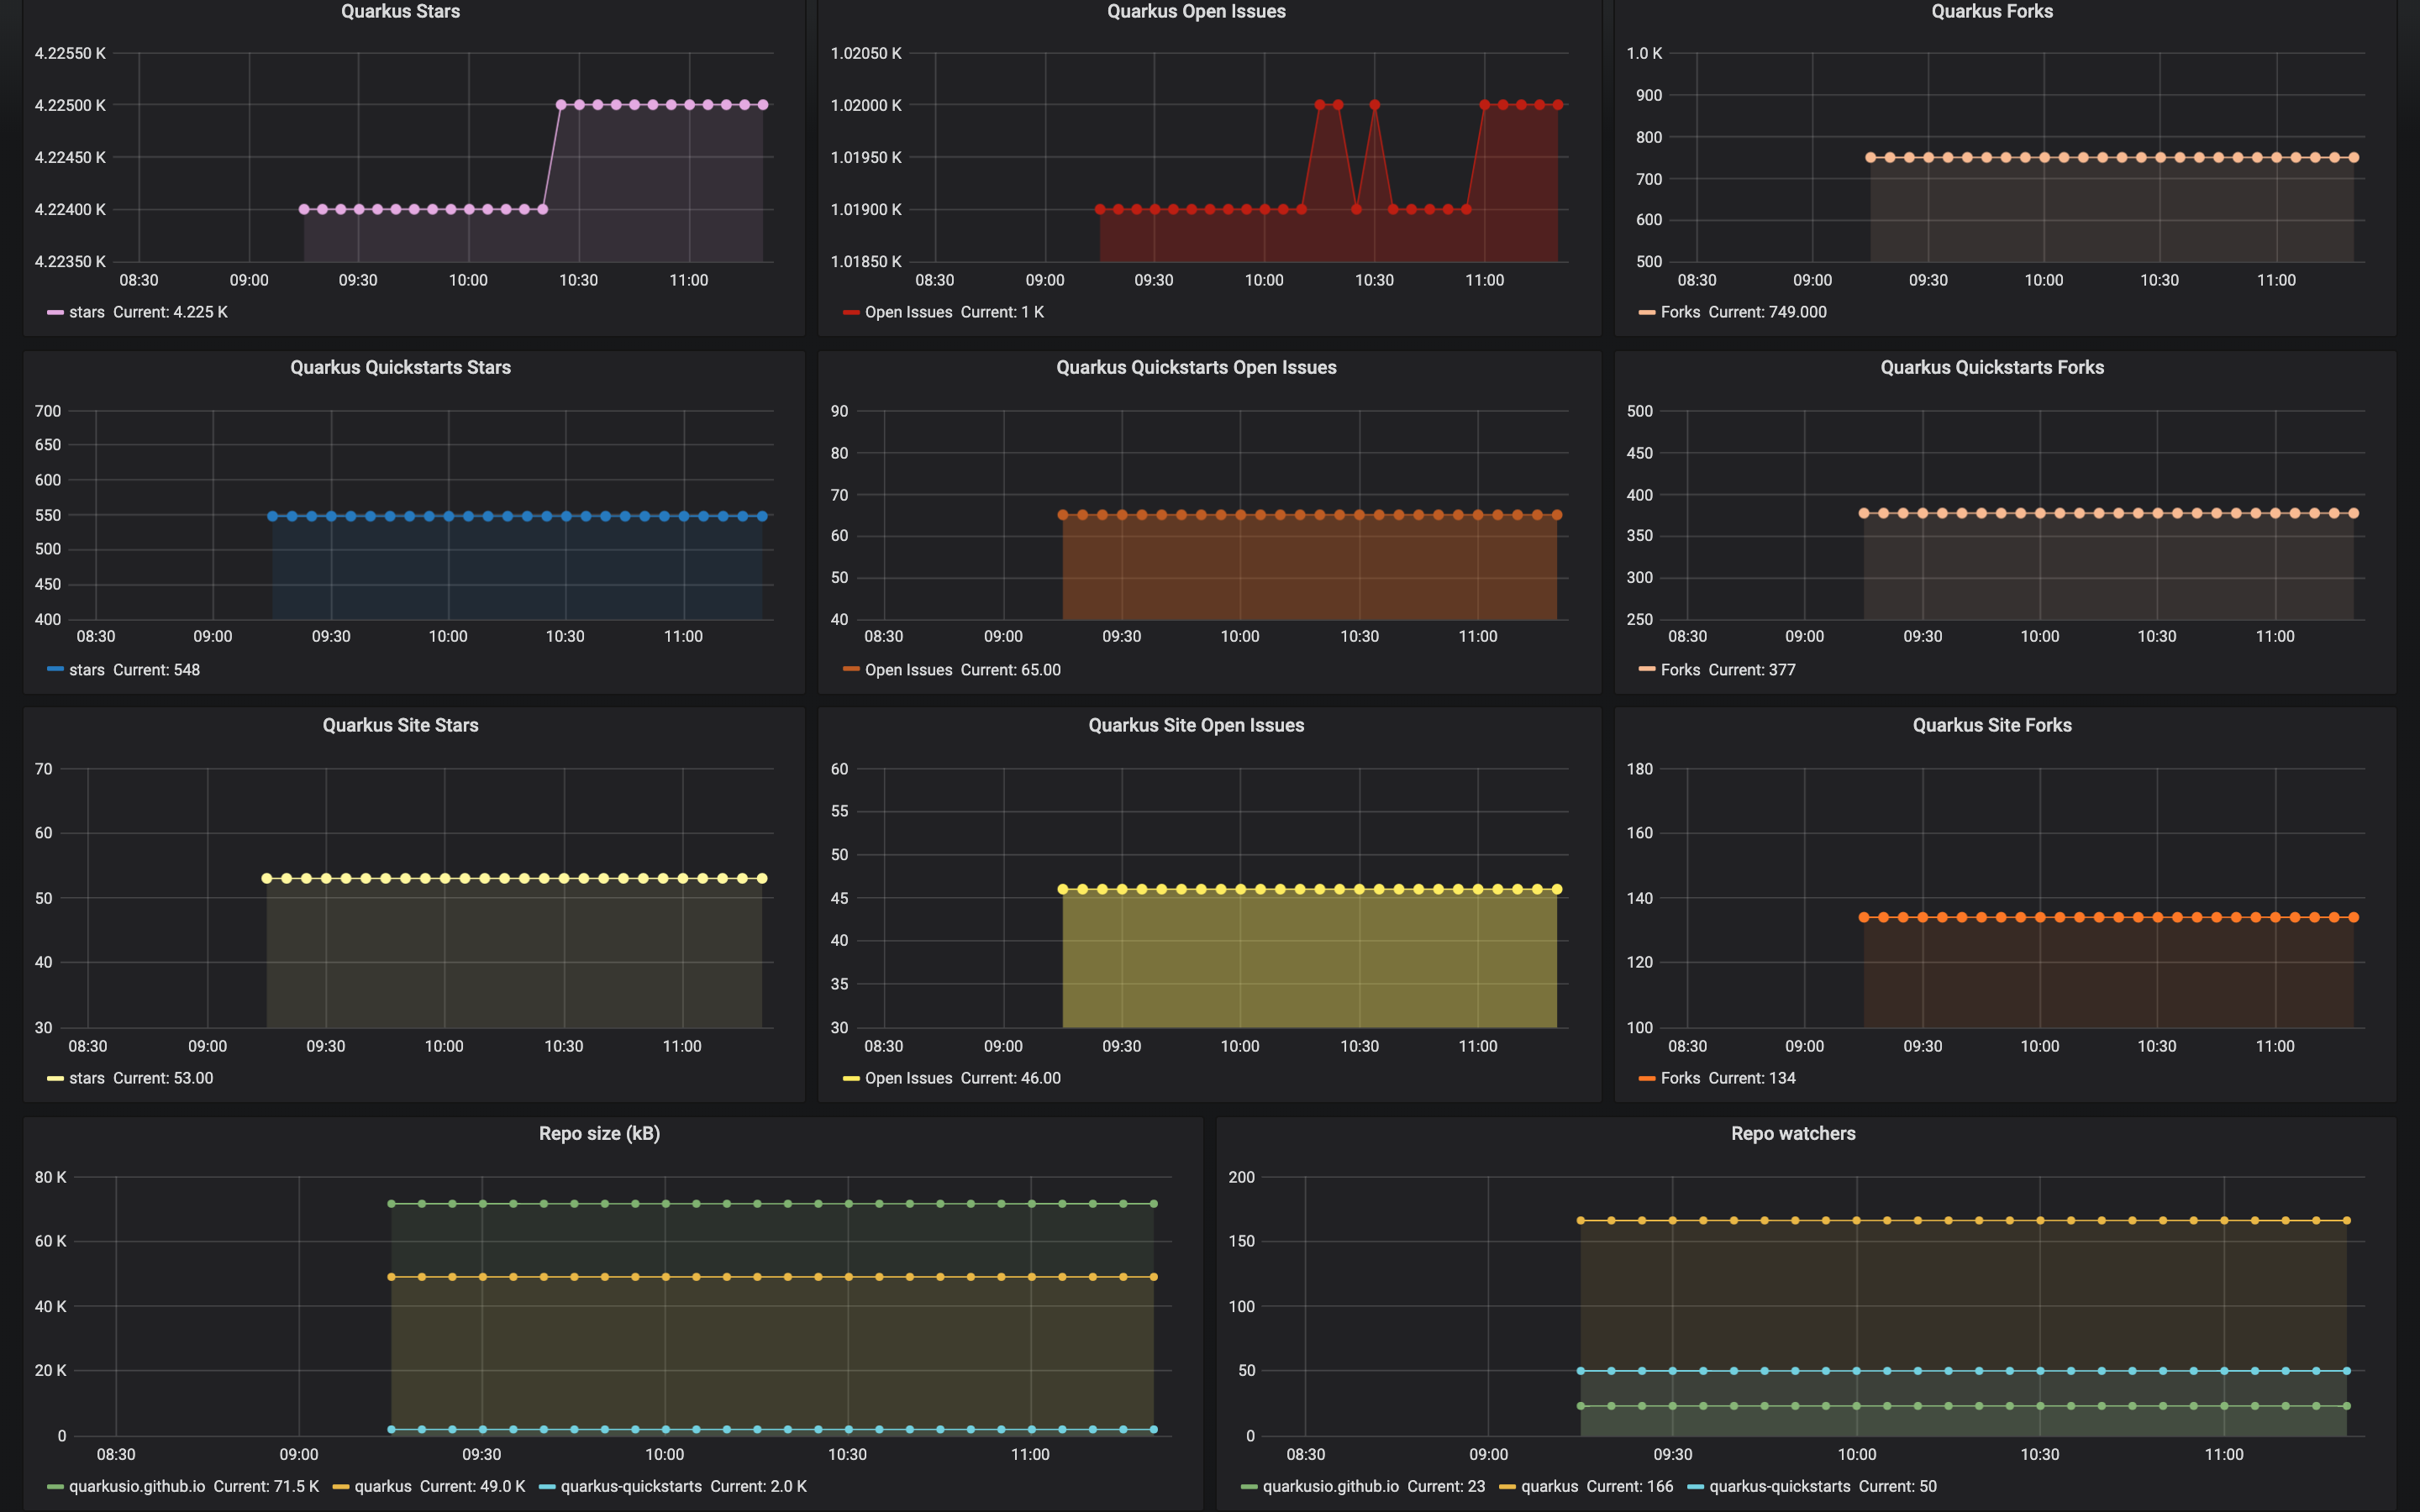 Quarkus Stars
4.22550 K
4.22500 K
4.22450 K
4.22400 K
4.22350 K
08:30 09:00 09:30 10:00 10:30 11:00
stars Current: 4.225 K
Quarkus Open Issues
1.02050 K
1.02000 K
1.01950 K
1.01900 K
1.01850 K
08:30 09:00 09:30 10:00 10:30 11:00
Open Issues Current: 1 K
Quarkus Forks
1.0 K
900
800
700
600
500
08:30 09:00 09:30 10:00 10:30 11:00
Forks Current: 749.000
Quarkus Quickstarts Stars
700
650
600
550
500
450
400
08:30 09:00 09:30 10:00 10:30 11:00
stars Current: 548
Quarkus Quickstarts Open Issues
90
80
70
60
50
40
08:30 09:00 09:30 10:00 10:30 11:00
Open Issues Current: 65.00
Quarkus Quickstarts Forks
500
450
400
350
300
250
08:30 09:00 09:30 10:00 10:30 11:00
Forks Current: 377
Quarkus Site Stars
70
60
50
40
30
08:30 09:00 09:30 10:00 10:30 11:00
stars Current: 53.00
Quarkus Site Open Issues
60
55
50
45
40
35
30
08:30 09:00 09:30 10:00 10:30 11:00
Open Issues Current: 46.00
Quarkus Site Forks
180
160
140
120
100
08:30 09:00 09:30 10:00 10:30 11:00
Forks Current: 134
Repo size (kB)
80 K
60 K
40 K
20 K
0
08:30 09:00 09:30 10:00 10:30 11:00
quarkusio.github.io Current: 71.5 K quarkus Current: 49.0 K quarkus-quickstarts Current: 2.0 K
Repo watchers
200
150
100
50
0
08:30 09:00 09:30 10:00 10:30 11:00
quarkusio.github.io Current: 23 quarkus Current: 166 quarkus-quickstarts Current: 50